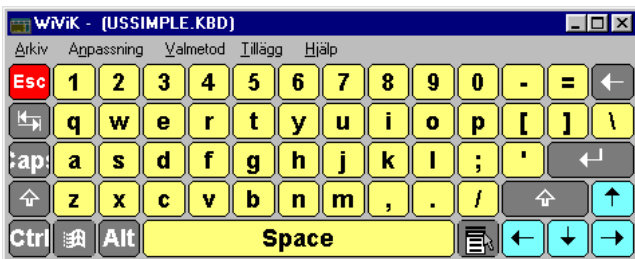 WiViK - (USSIMPLE.KBD)
Arkiv Anpassning Valmetod Tillägg Hjälp
Esc 1 2 3 4 5 6 7 8 9 0 - =
q w e r t y u i o p [ ] \
Caps a s d f g h j k l ; '
z x c v b n m , . /
Ctrl Alt Space